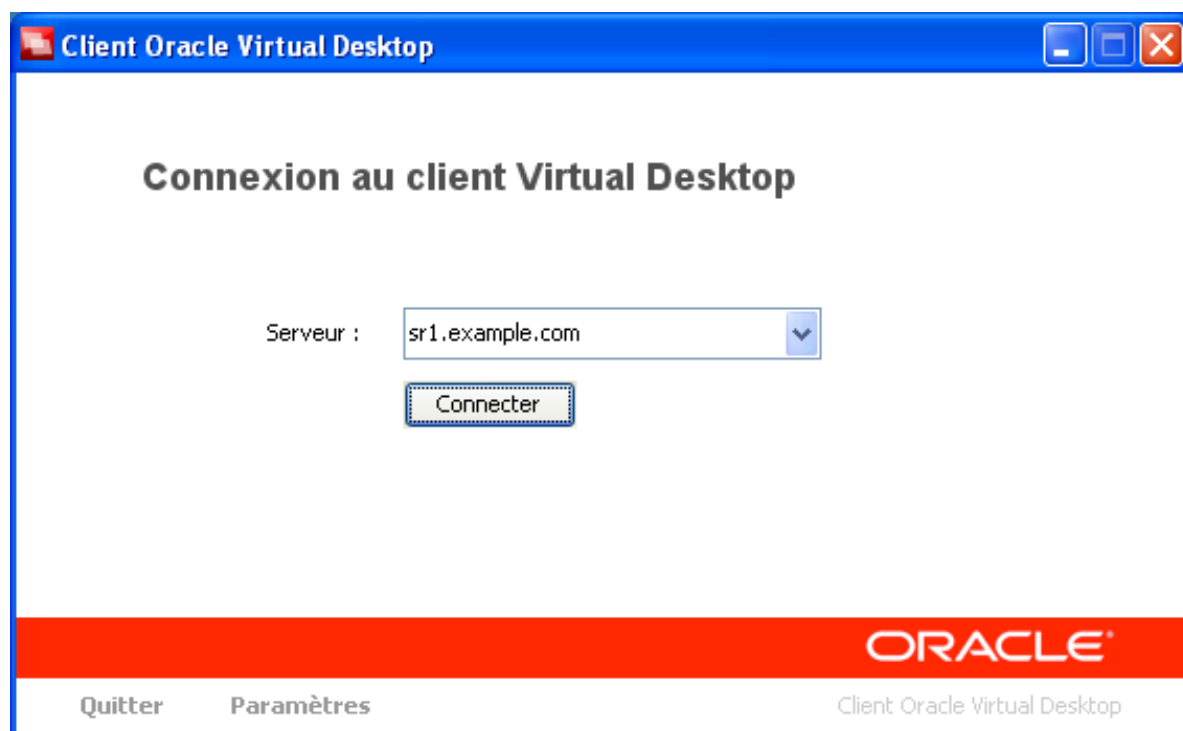 Client Oracle Virtual Desktop
Connexion au client Virtual Desktop
Serveur :
sr1.example.com
Connecter
ORACLE
Quitter
Paramètres
Client Oracle Virtual Desktop